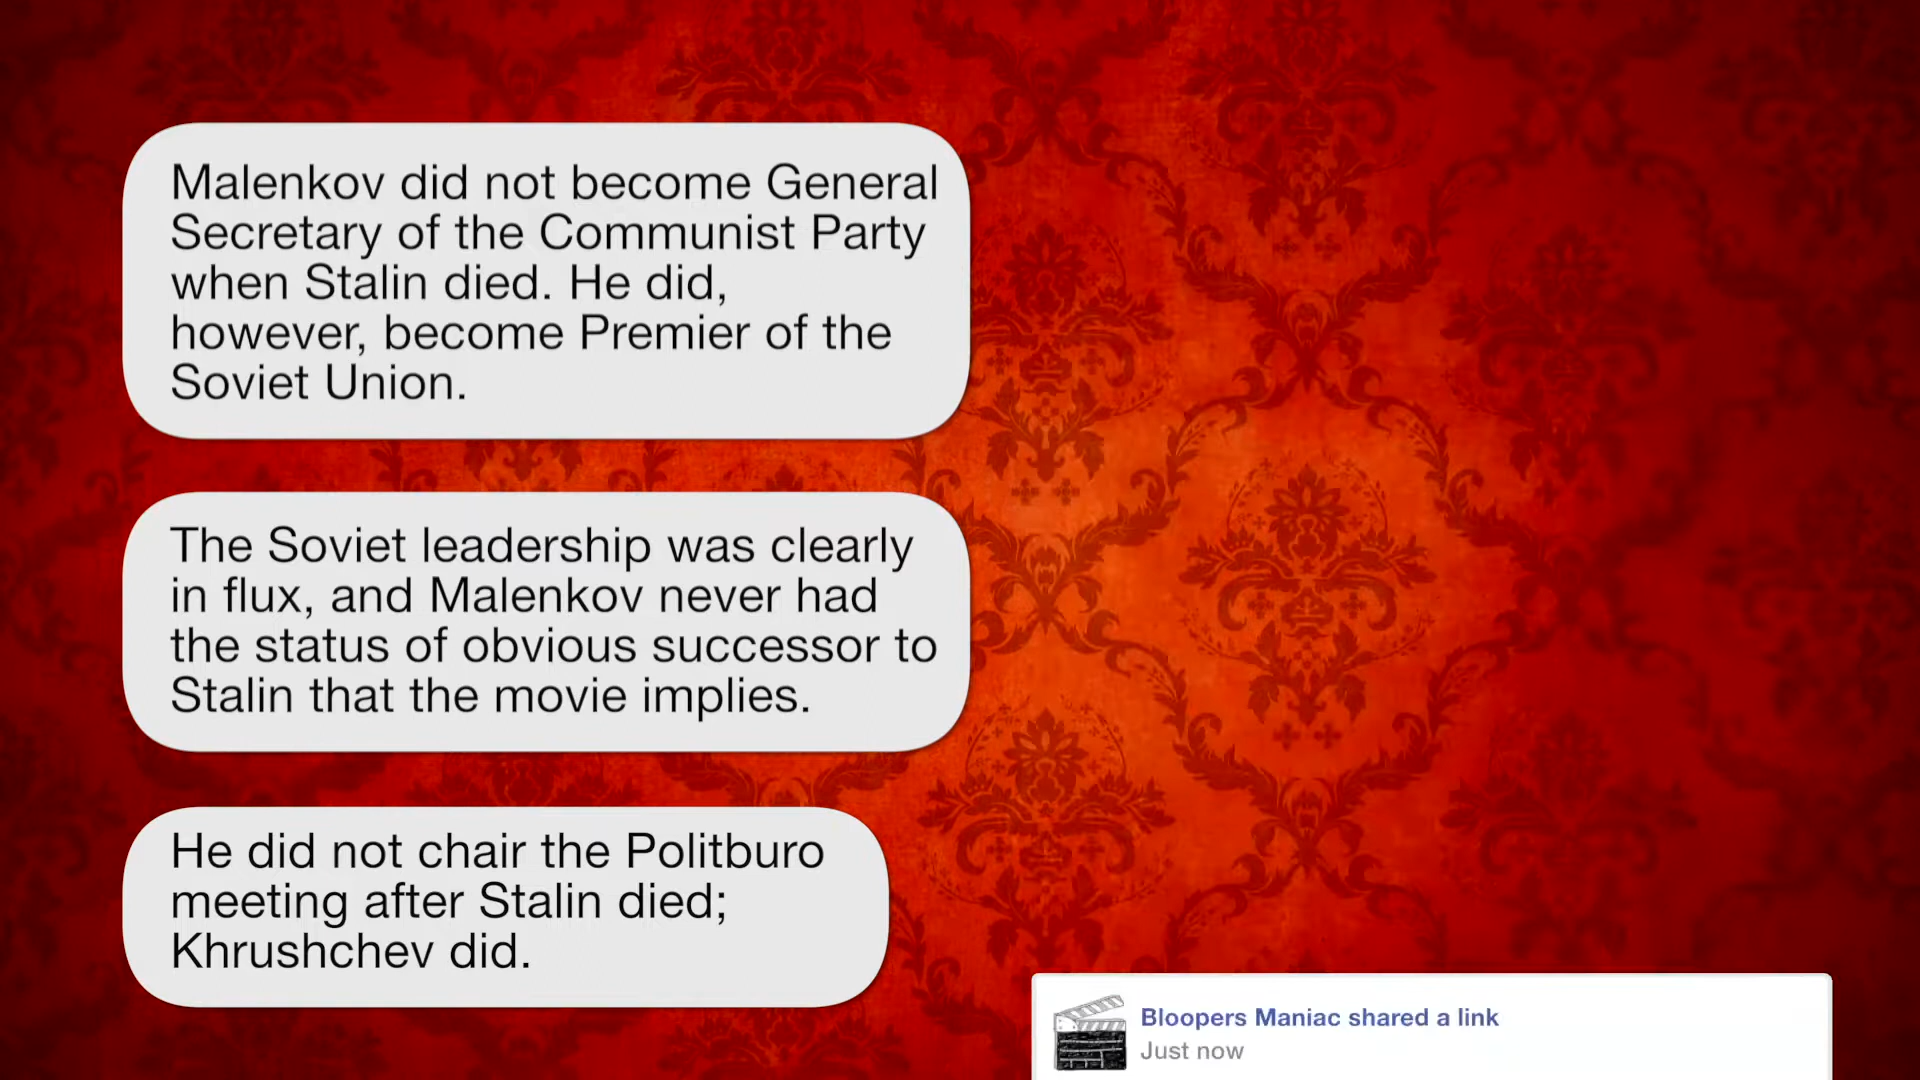 Malenkov did not become General
Secretary of the Communist Party
when Stalin died. He did,
however, become Premier of the
Soviet Union.
The Soviet leadership was clearly
in flux, and Malenkov never had
the status of obvious successor to
Stalin that the movie implies.
He did not chair the Politburo
meeting after Stalin died;
Khrushchev did.
Bloopers Maniac shared a link
Just now